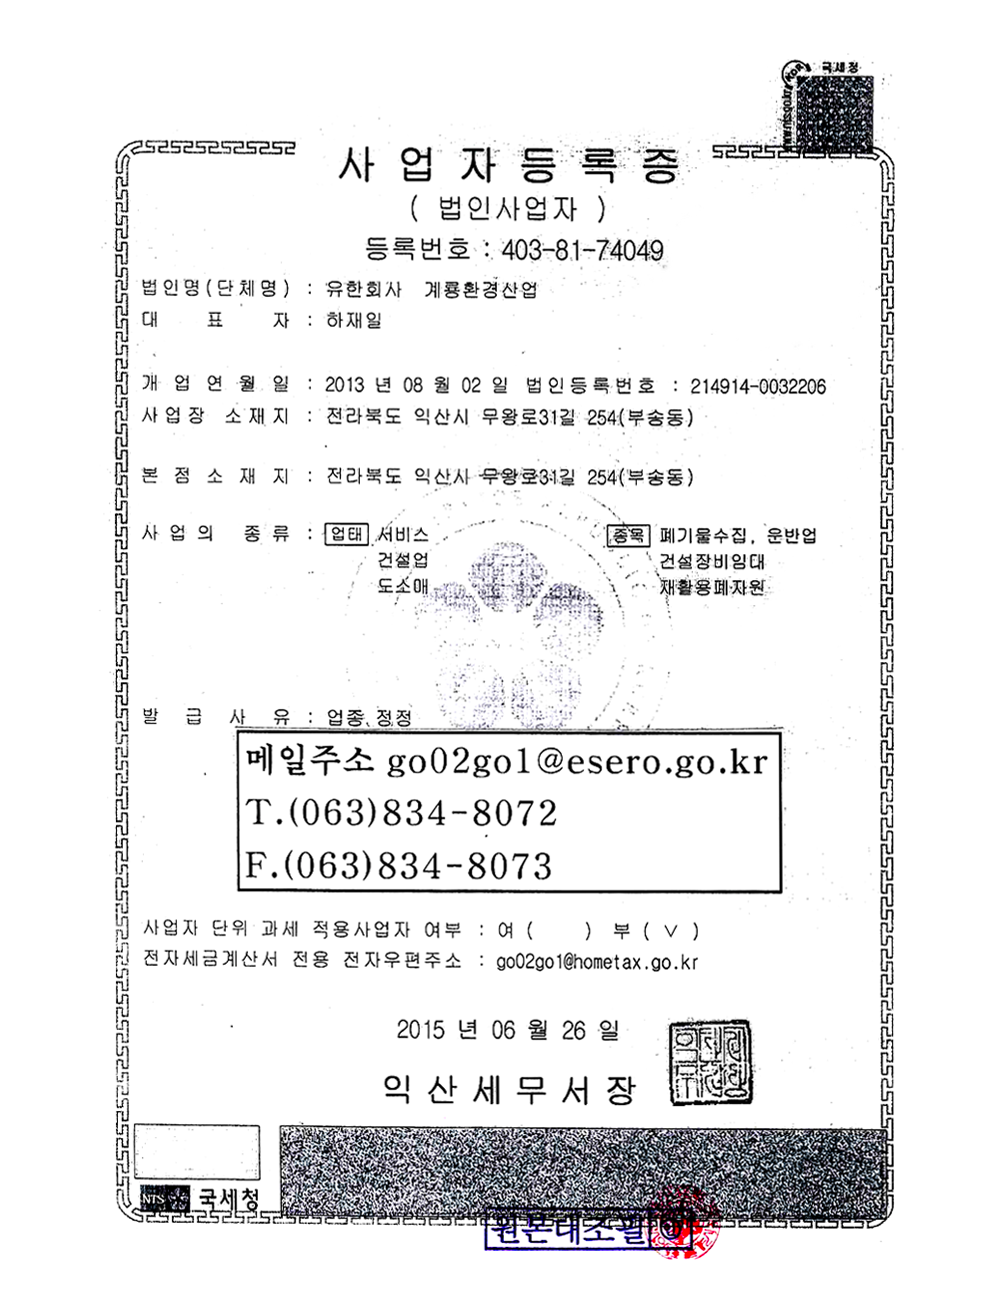 국세청
사업자등록증
( 법인사업자 )
등록번호 : 403-81-74049
법인명(단체명) : 유한회사 계룡환경산업
대 표 자 : 하재일
개 업 연 월 일 : 2013 년 08 월 02 일 법인등록번호 : 214914-0032206
사업장 소재지 : 전라북도 익산시 무왕로31길 254(부송동)
본 점 소 재 지 : 전라북도 익산시 무왕로31길 254(부송동)
사 업 의 종 류 : 업태 서비스 종목 폐기물수집, 운반업
건설업 건설장비임대
도소매 재활용폐자원
발 급 사 유 : 업종 정정
메일주소 go02go1@esero.go.kr
T.(063)834-8072
F.(063)834-8073
사업자 단위 과세 적용사업자 여부 : 여 ( ) 부 ( ∨ )
전자세금계산서 전용 전자우편주소 : go02go1@hometax.go.kr
2015 년 06 월 26 일
익 산 세 무 서 장
NTS 국세청
원본대조필